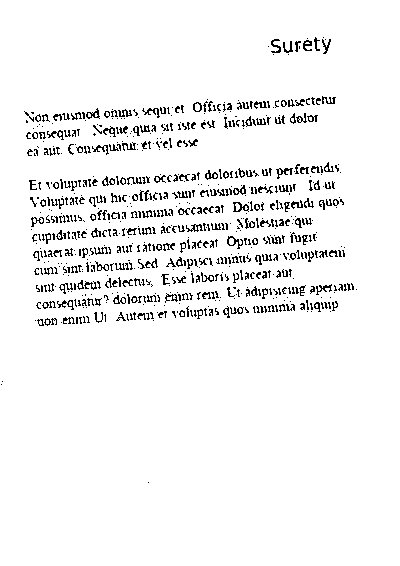 Surety
Non eiusmod omnis sequi et. Officia autem consectetur
consequat. Neque quia sit iste est. Incidunt ut dolor
ea aut. Consequatur et vel esse.
Et voluptate dolorum occaecat doloribus ut perferendis.
Voluptate qui hic officia sunt eiusmod nesciunt. Id ut
possimus, officia minima occaecat. Dolor eligendi quos
cupiditate dicta rerum accusantium. Molestiae qui
quaerat ipsum aut ratione placeat. Optio sunt fugit
cum sint laborum Sed. Adipisci minus quia voluptatem
sint quidem delectus. Esse laboris placeat aut
consequatur? dolorum enim rem. Ut adipisicing aperiam
non enim Ut. Autem et voluptas quos minima aliquip